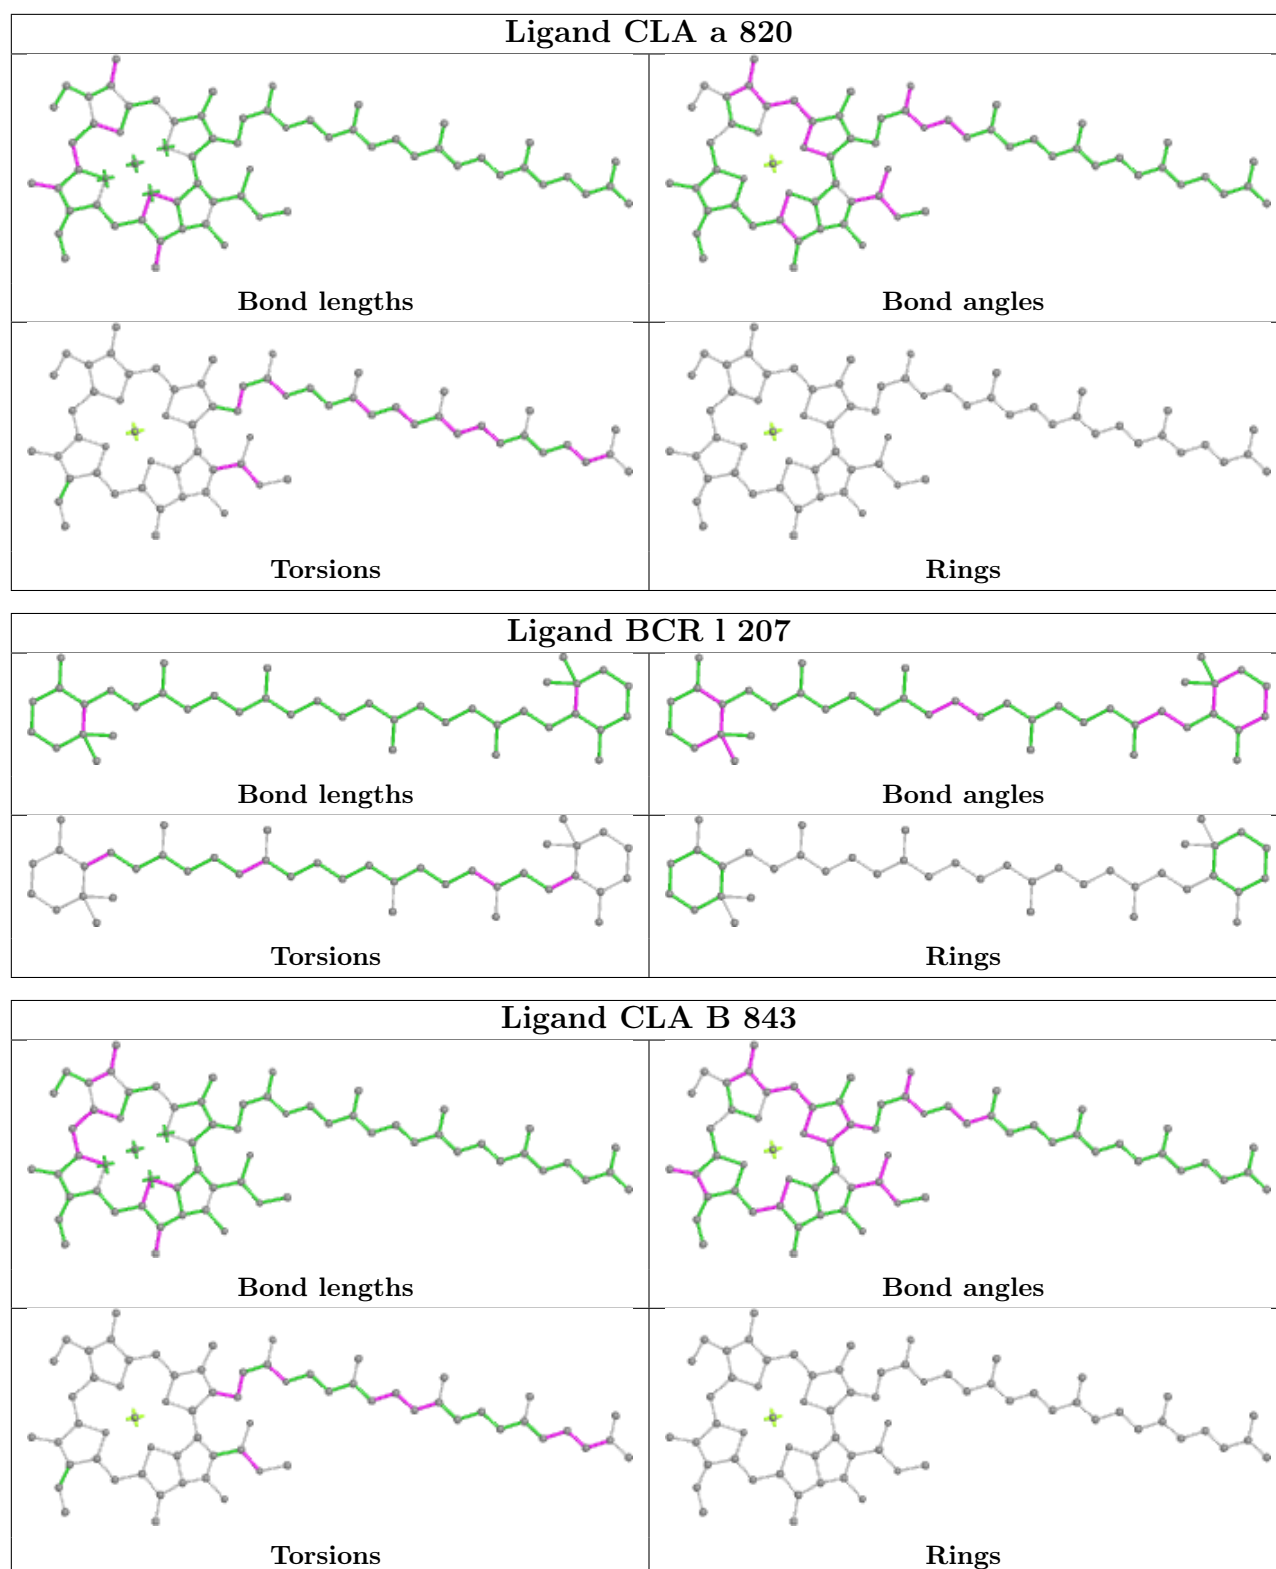 Ligand CLA a 820
Bond lengths
Bond angles
Torsions
Rings
Ligand BCR l 207
Bond lengths
Bond angles
Torsions
Rings
Ligand CLA B 843
Bond lengths
Bond angles
Torsions
Rings